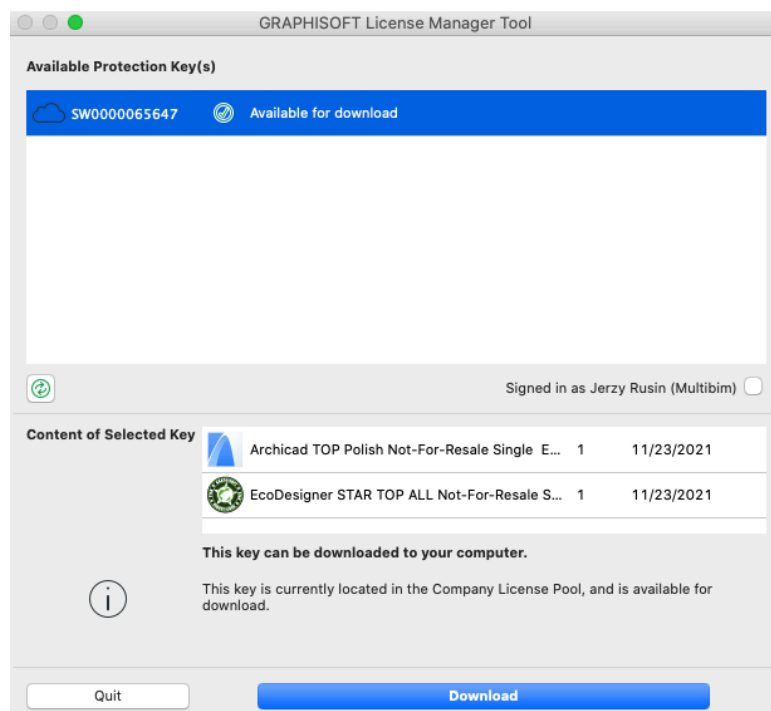 GRAPHISOFT License Manager Tool
Available Protection Key(s)
SW0000065647 Available for download
Signed in as Jerzy Rusin (Multibim)
Content of Selected Key
Archicad TOP Polish Not-For-Resale Single E... 1 11/23/2021
EcoDesigner STAR TOP ALL Not-For-Resale S... 1 11/23/2021
This key can be downloaded to your computer.
This key is currently located in the Company License Pool, and is available for
download.
Quit Download